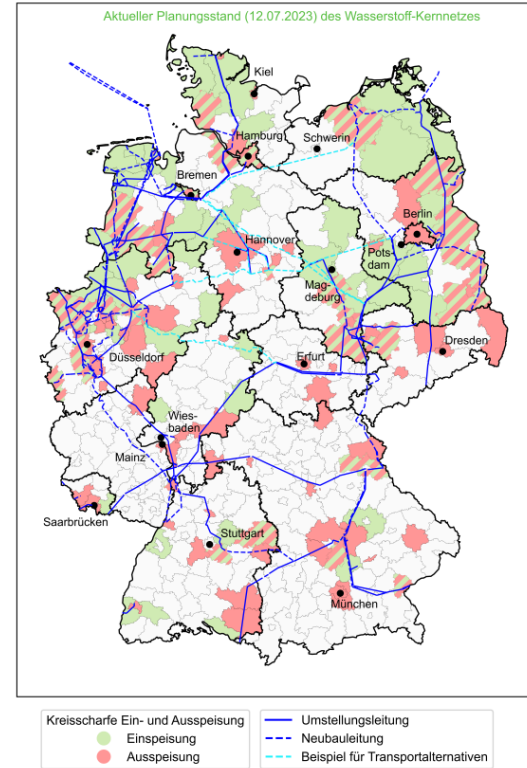 Aktueller Planungsstand (12.07.2023) des Wasserstoff-Kernnetzes
Kiel
Hamburg
Schwerin
Bremen
Berlin
Hannover
Pots-
dam
Mag-
deburg
Düsseldorf
Erfurt
Dresden
Wies-
baden
Mainz
Saarbrücken
Stuttgart
München
Kreisscharfe Ein- und Ausspeisung
Einspeisung
Ausspeisung
Umstellungsleitung
Neubauleitung
Beispiel für Transportalternativen